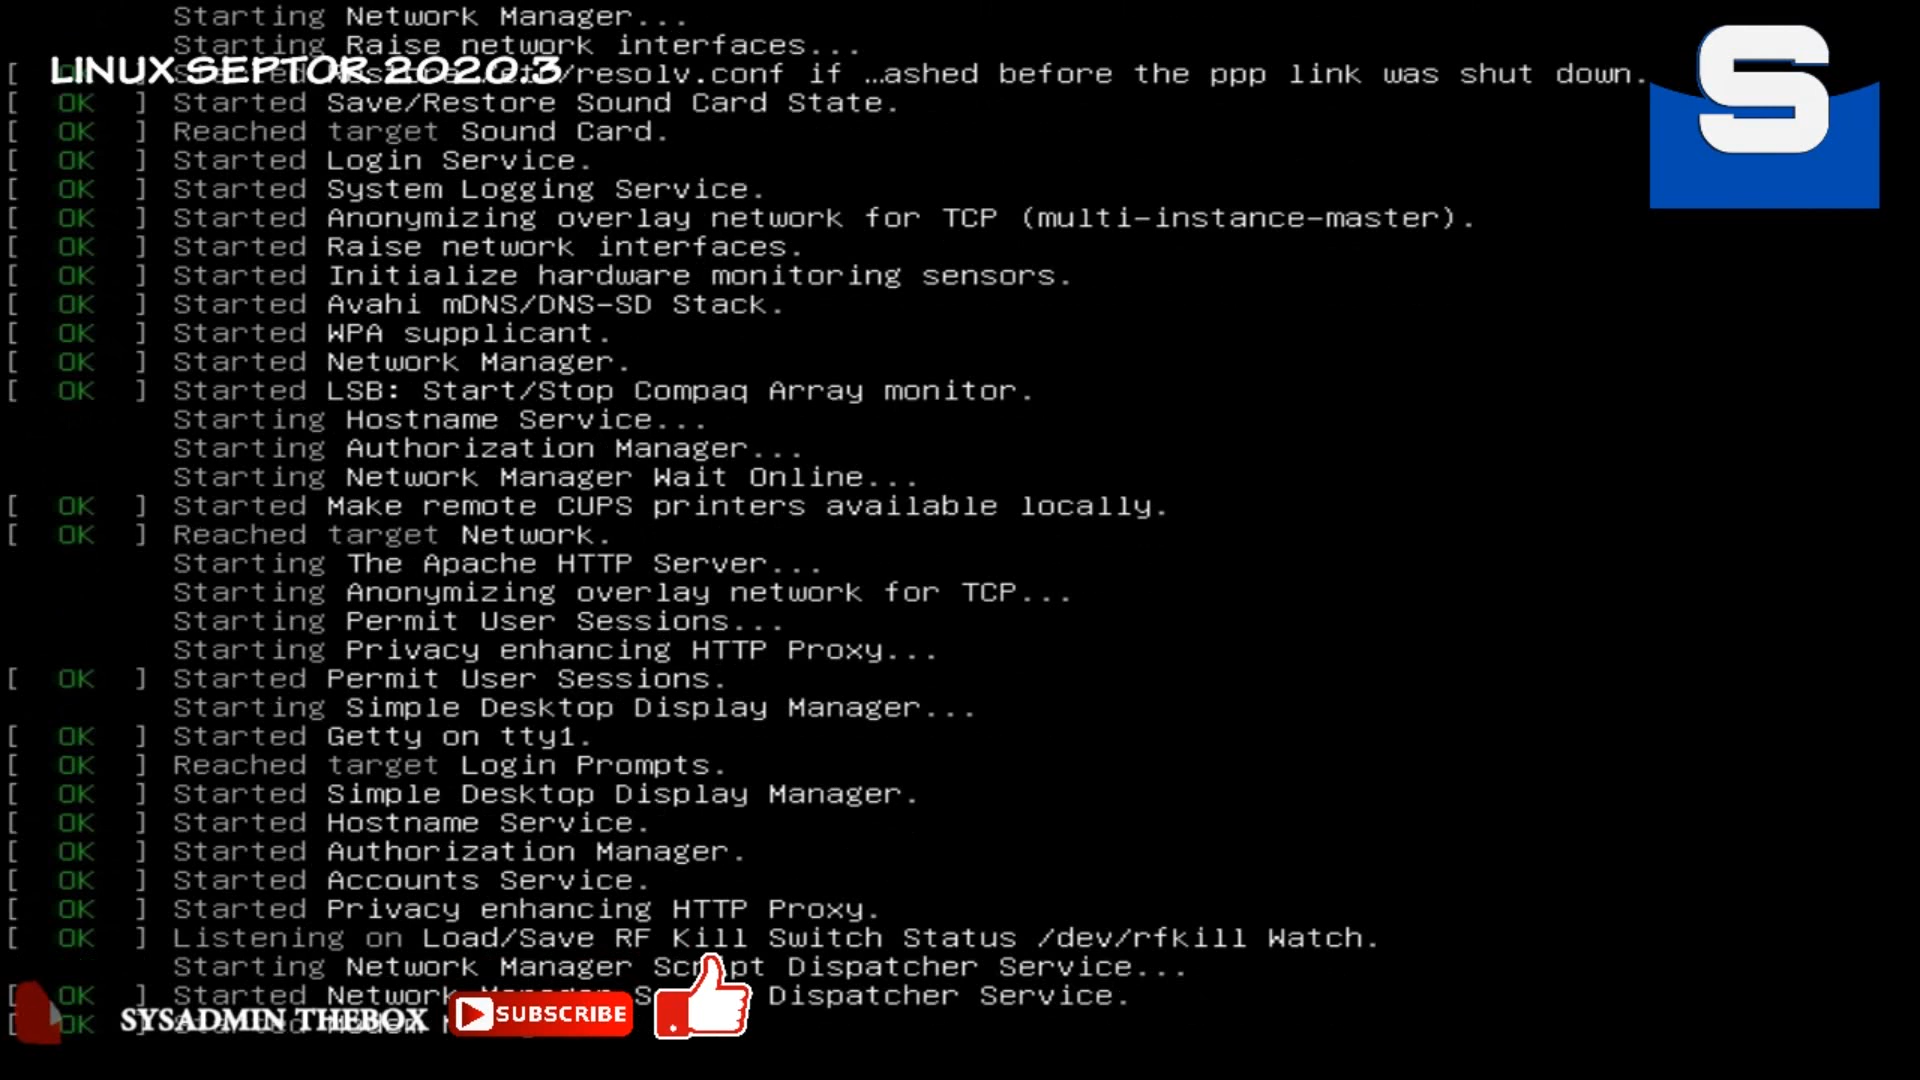 Starting Network Manager...
Starting Raise network interfaces...
LINUX SEPTOR 2020.3
[ /resolv.conf if …ashed before the ppp link was shut down.
[ OK ] Started Save/Restore Sound Card State.
[ OK ] Reached target Sound Card.
[ OK ] Started Login Service.
[ OK ] Started System Logging Service.
[ OK ] Started Anonymizing overlay network for TCP (multi-instance-master).
[ OK ] Started Raise network interfaces.
[ OK ] Started Initialize hardware monitoring sensors.
[ OK ] Started Avahi mDNS/DNS-SD Stack.
[ OK ] Started WPA supplicant.
[ OK ] Started Network Manager.
[ OK ] Started LSB: Start/Stop Compaq Array monitor.
Starting Hostname Service...
Starting Authorization Manager...
Starting Network Manager Wait Online...
[ OK ] Started Make remote CUPS printers available locally.
[ OK ] Reached target Network.
Starting The Apache HTTP Server...
Starting Anonymizing overlay network for TCP...
Starting Permit User Sessions...
Starting Privacy enhancing HTTP Proxy...
[ OK ] Started Permit User Sessions.
Starting Simple Desktop Display Manager...
[ OK ] Started Getty on tty1.
[ OK ] Reached target Login Prompts.
[ OK ] Started Simple Desktop Display Manager.
[ OK ] Started Hostname Service.
[ OK ] Started Authorization Manager.
[ OK ] Started Accounts Service.
[ OK ] Started Privacy enhancing HTTP Proxy.
[ OK ] Listening on Load/Save RF Kill Switch Status /dev/rfkill Watch.
Starting Network Manager Script Dispatcher Service...
[ OK ] Started Network Manager Dispatcher Service.
[ OK
SYSADMIN THEBOX
SUBSCRIBE
S